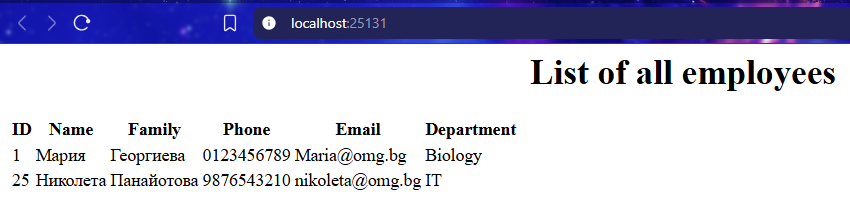 localhost:25131
List of all employees
ID Name Family Phone Email Department
1 Мария Георгиева 0123456789 Maria@omg.bg Biology
25 Николета Панайотова 9876543210 nikoleta@omg.bg IT